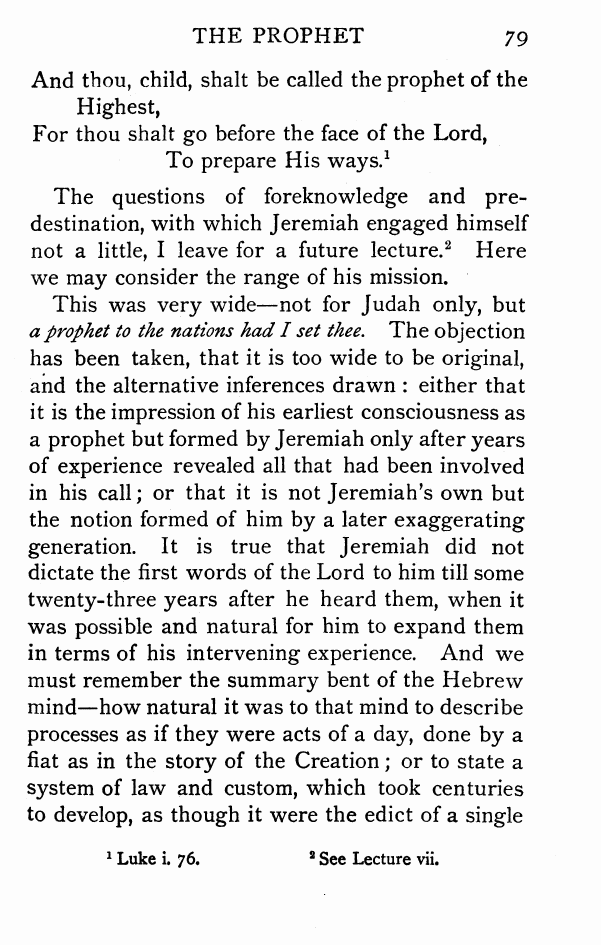 THE PROPHET 79
And thou, child, shalt be called the prophet of the
Highest,
For thou shalt go before the face of the Lord,
To prepare His ways.¹
The questions of foreknowledge and pre-
destination, with which Jeremiah engaged himself
not a little, I leave for a future lecture.² Here
we may consider the range of his mission.
This was very wide—not for Judah only, but
a prophet to the nations had I set thee. The objection
has been taken, that it is too wide to be original,
and the alternative inferences drawn : either that
it is the impression of his earliest consciousness as
a prophet but formed by Jeremiah only after years
of experience revealed all that had been involved
in his call ; or that it is not Jeremiah's own but
the notion formed of him by a later exaggerating
generation. It is true that Jeremiah did not
dictate the first words of the Lord to him till some
twenty-three years after he heard them, when it
was possible and natural for him to expand them
in terms of his intervening experience. And we
must remember the summary bent of the Hebrew
mind—how natural it was to that mind to describe
processes as if they were acts of a day, done by a
fiat as in the story of the Creation ; or to state a
system of law and custom, which took centuries
to develop, as though it were the edict of a single
¹ Luke i. 76. ² See Lecture vii.